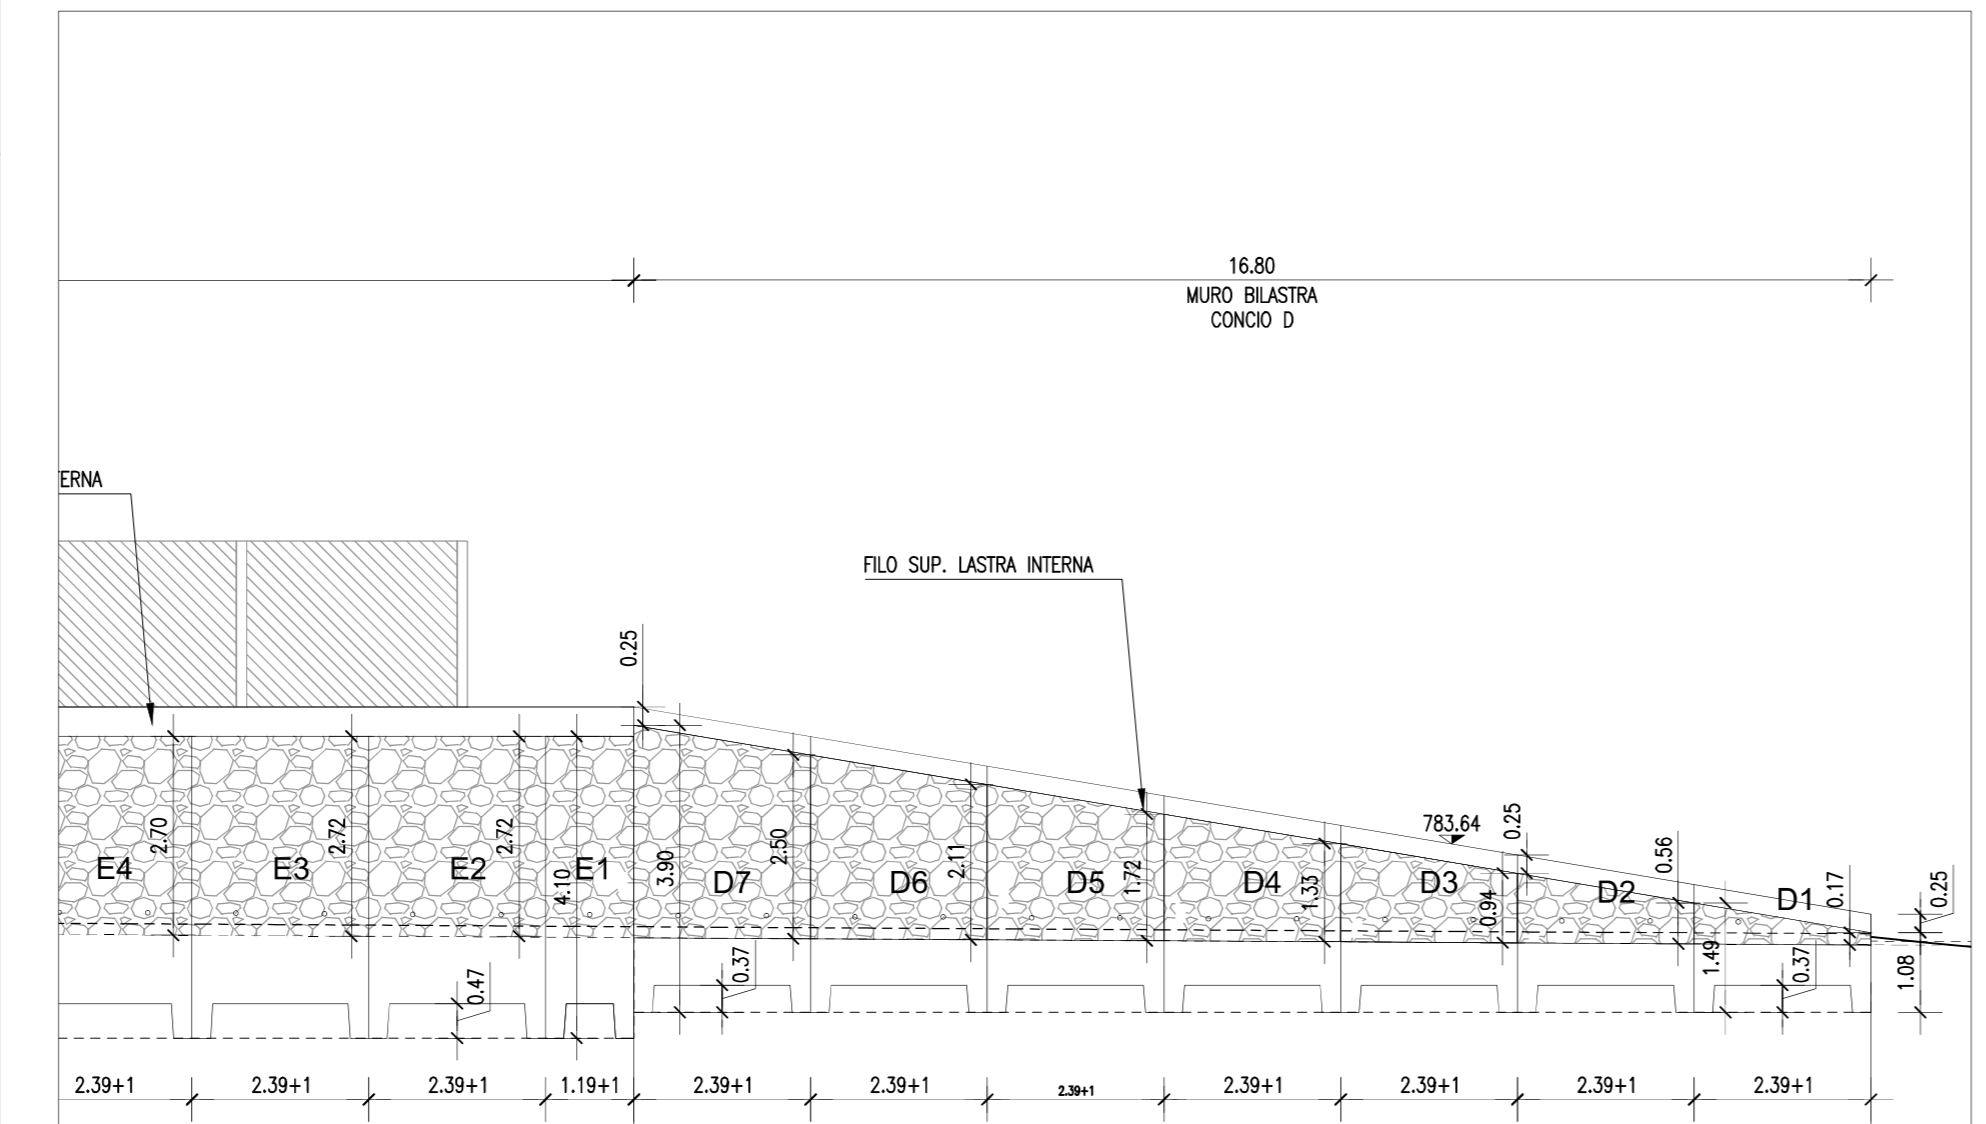 16.80
MURO BILASTRA
CONCIO D
TERNA
FILO SUP. LASTRA INTERNA
0.25
783.64
0.25
0.56
0.17
0.25
2.70
2.72
2.72
4.10
3.90
2.50
2.11
1.72
1.33
0.94
E4
E3
E2
E1
D7
D6
D5
D4
D3
D2
D1
0.47
0.37
1.49
0.37
1.08
2.39+1
2.39+1
2.39+1
1.19+1
2.39+1
2.39+1
2.39+1
2.39+1
2.39+1
2.39+1
2.39+1